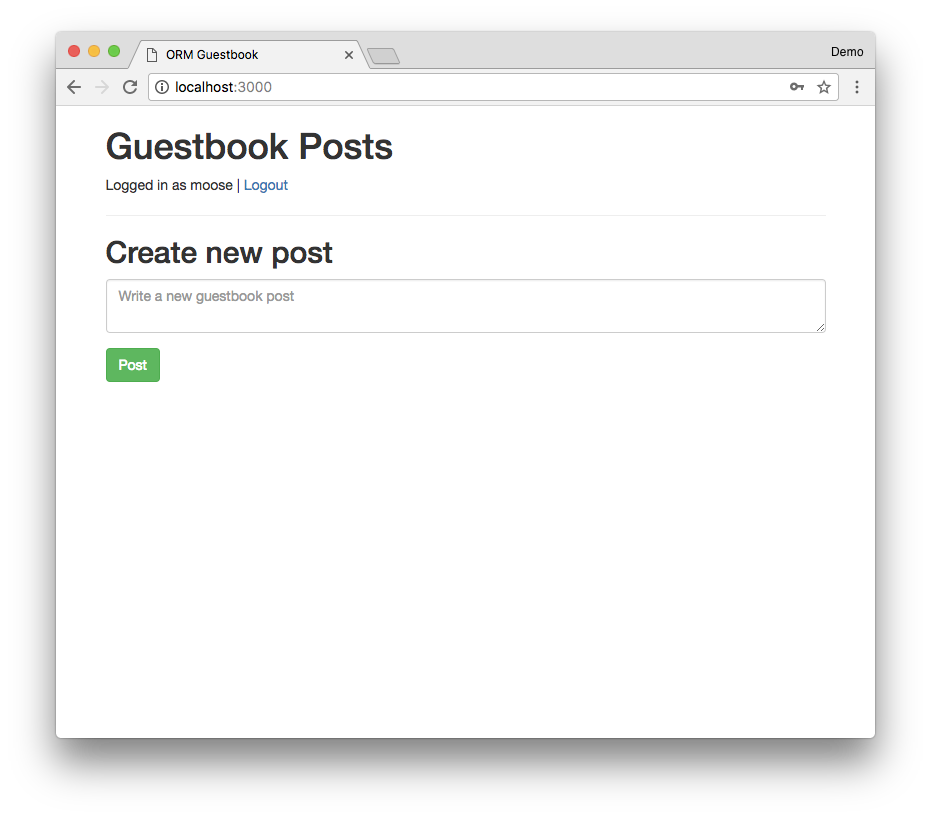 ORM Guestbook
Demo
localhost:3000
Guestbook Posts
Logged in as moose | Logout
Create new post
Write a new guestbook post
Post